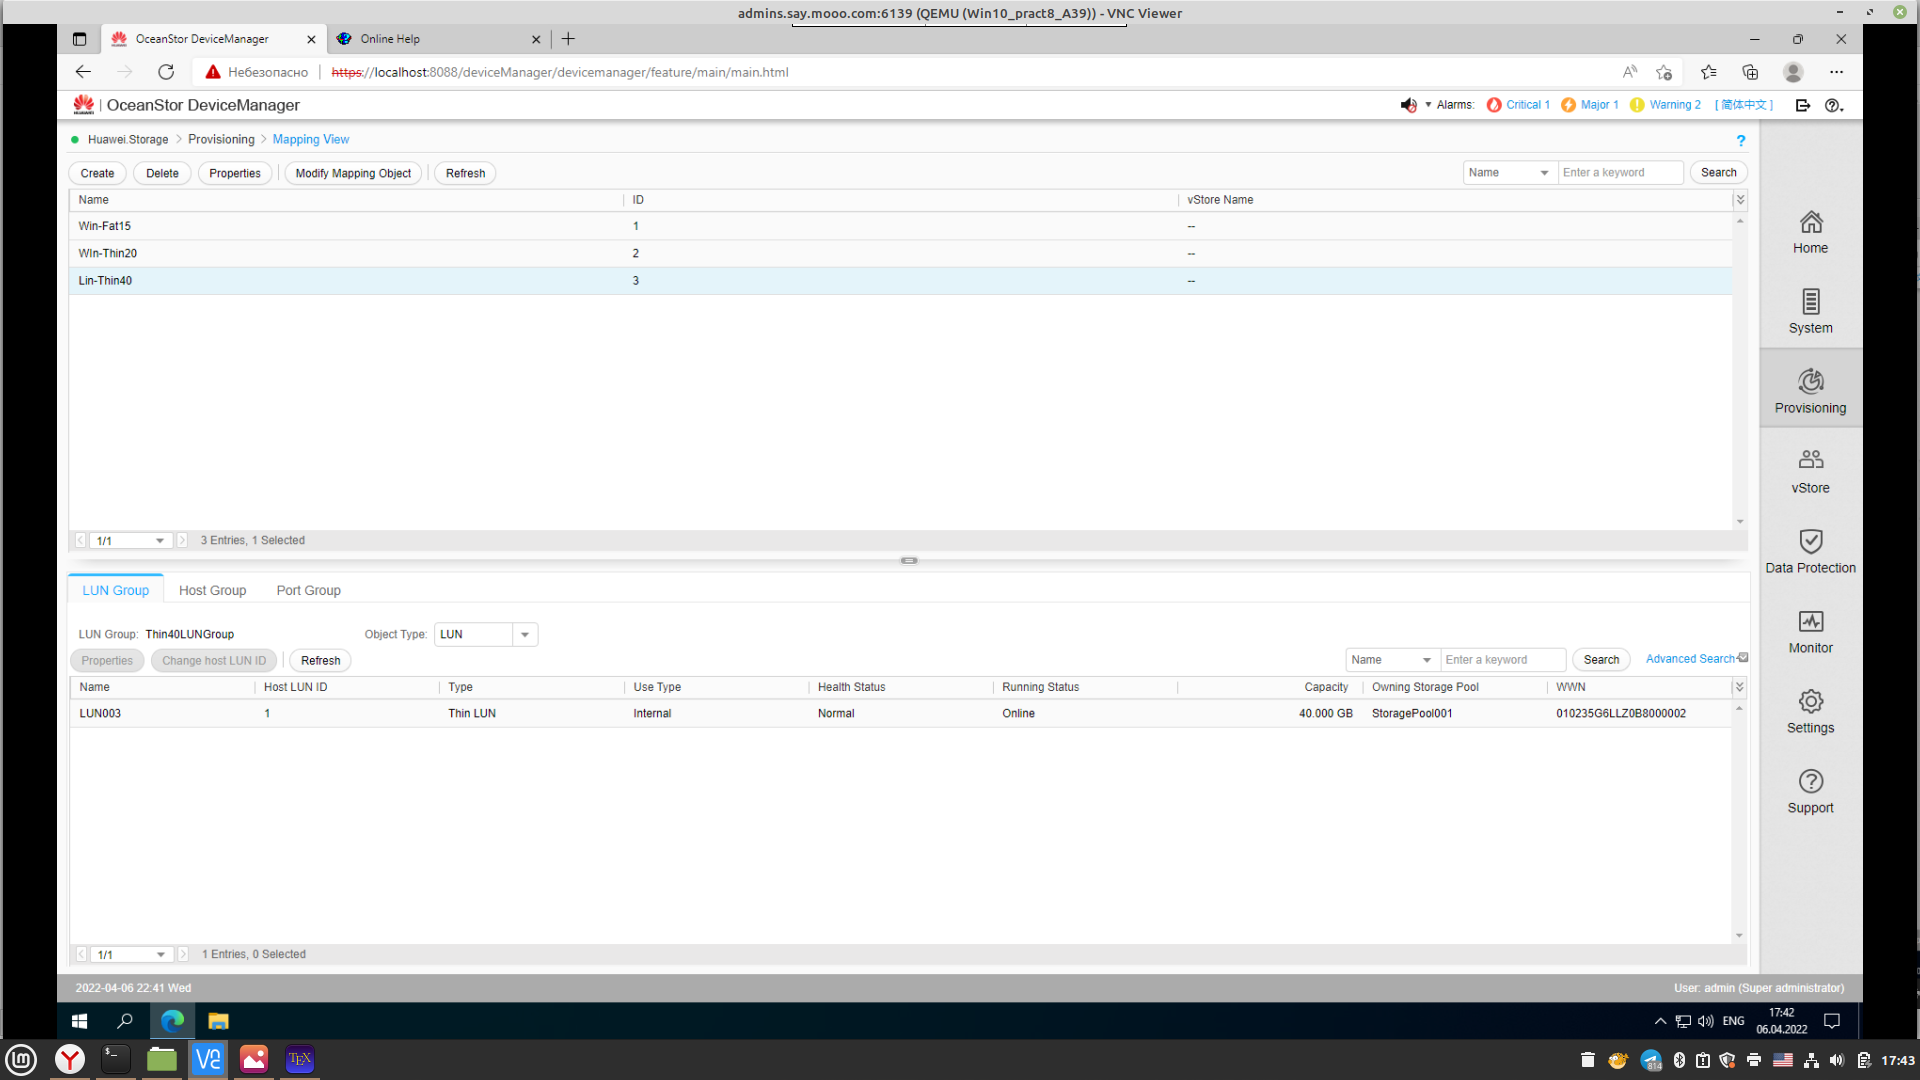 admins.say.mooo.com:6139 (QEMU (Win10_pract8_A39)) - VNC Viewer
OceanStor DeviceManager
Online Help
Небезопасно
https://localhost:8088/deviceManager/devicemanager/feature/main/main.html
HUAWEI | OceanStor DeviceManager
Alarms: Critical 1 Major 1 Warning 2 [ 简体中文 ]
Huawei.Storage > Provisioning > Mapping View
?
Create Delete Properties Modify Mapping Object Refresh Name Enter a keyword Search
Name ID vStore Name
Win-Fat15 1 --
WIn-Thin20 2 --
Lin-Thin40 3 --
1/1 3 Entries, 1 Selected
LUN Group Host Group Port Group
LUN Group: Thin40LUNGroup Object Type: LUN
Properties Change host LUN ID Refresh Name Enter a keyword Search Advanced Search
Name Host LUN ID Type Use Type Health Status Running Status Capacity Owning Storage Pool WWN
LUN003 1 Thin LUN Internal Normal Online 40.000 GB StoragePool001 010235G6LLZ0B8000002
1/1 1 Entries, 0 Selected
Home
System
Provisioning
vStore
Data Protection
Monitor
Settings
Support
2022-04-06 22:41 Wed User: admin (Super administrator)
ENG 17:42
06.04.2022
814
17:43